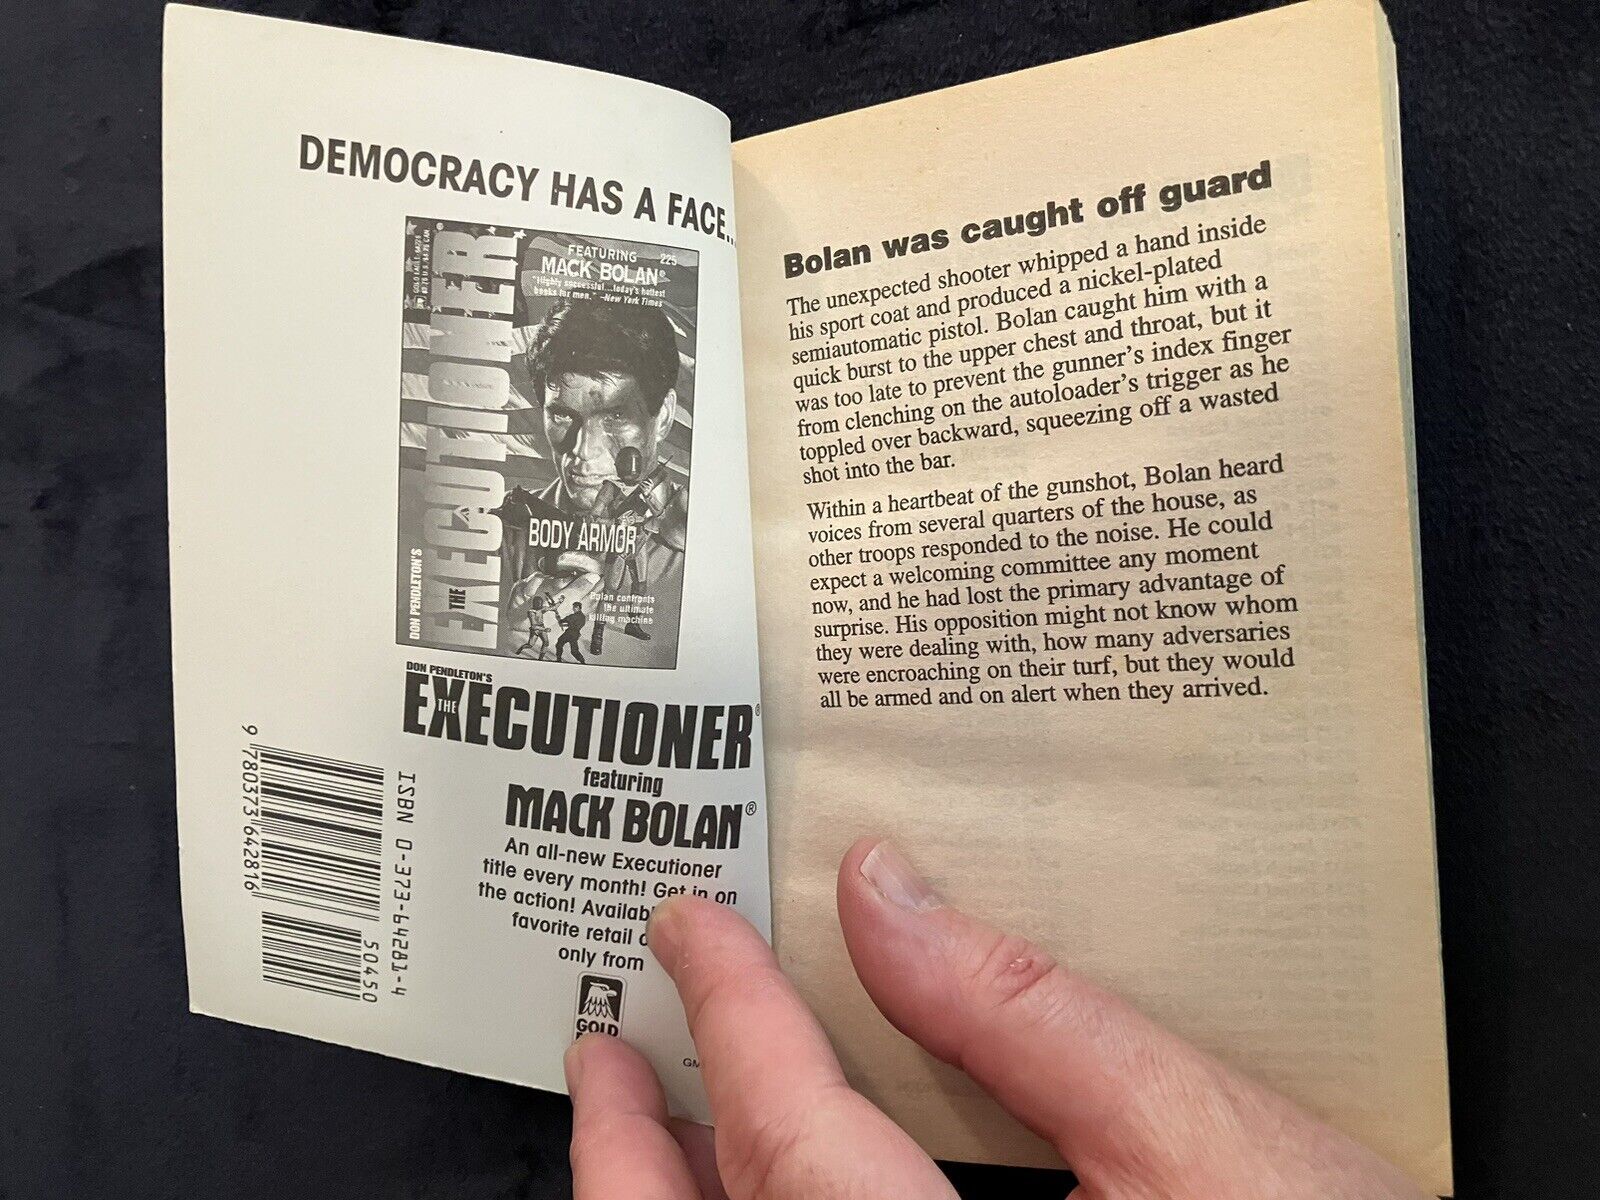 DEMOCRACY HAS A FACE...
GOLD EAGLE
FEATURING 225
MACK BOLAN®
"Highly successful...today's hottest
books for men." —New York Times
DON PENDLETON'S
THE
EXECUTIONER
BODY ARMOR
Bolan confronts
the ultimate
killing machine
DON PENDLETON'S
THE
EXECUTIONER®
featuring
MACK BOLAN®
An all-new Executioner
title every month! Get in on
the action! Availab
favorite retail
only from
GOLD
GM
9 780373 642816
50450
ISBN 0-373-64281-4
Bolan was caught off guard
The unexpected shooter whipped a hand inside
his sport coat and produced a nickel-plated
semiautomatic pistol. Bolan caught him with a
quick burst to the upper chest and throat, but it
was too late to prevent the gunner's index finger
from clenching on the autoloader's trigger as he
toppled over backward, squeezing off a wasted
shot into the bar.
Within a heartbeat of the gunshot, Bolan heard
voices from several quarters of the house, as
other troops responded to the noise. He could
expect a welcoming committee any moment
now, and he had lost the primary advantage of
surprise. His opposition might not know whom
they were dealing with, how many adversaries
were encroaching on their turf, but they would
all be armed and on alert when they arrived.